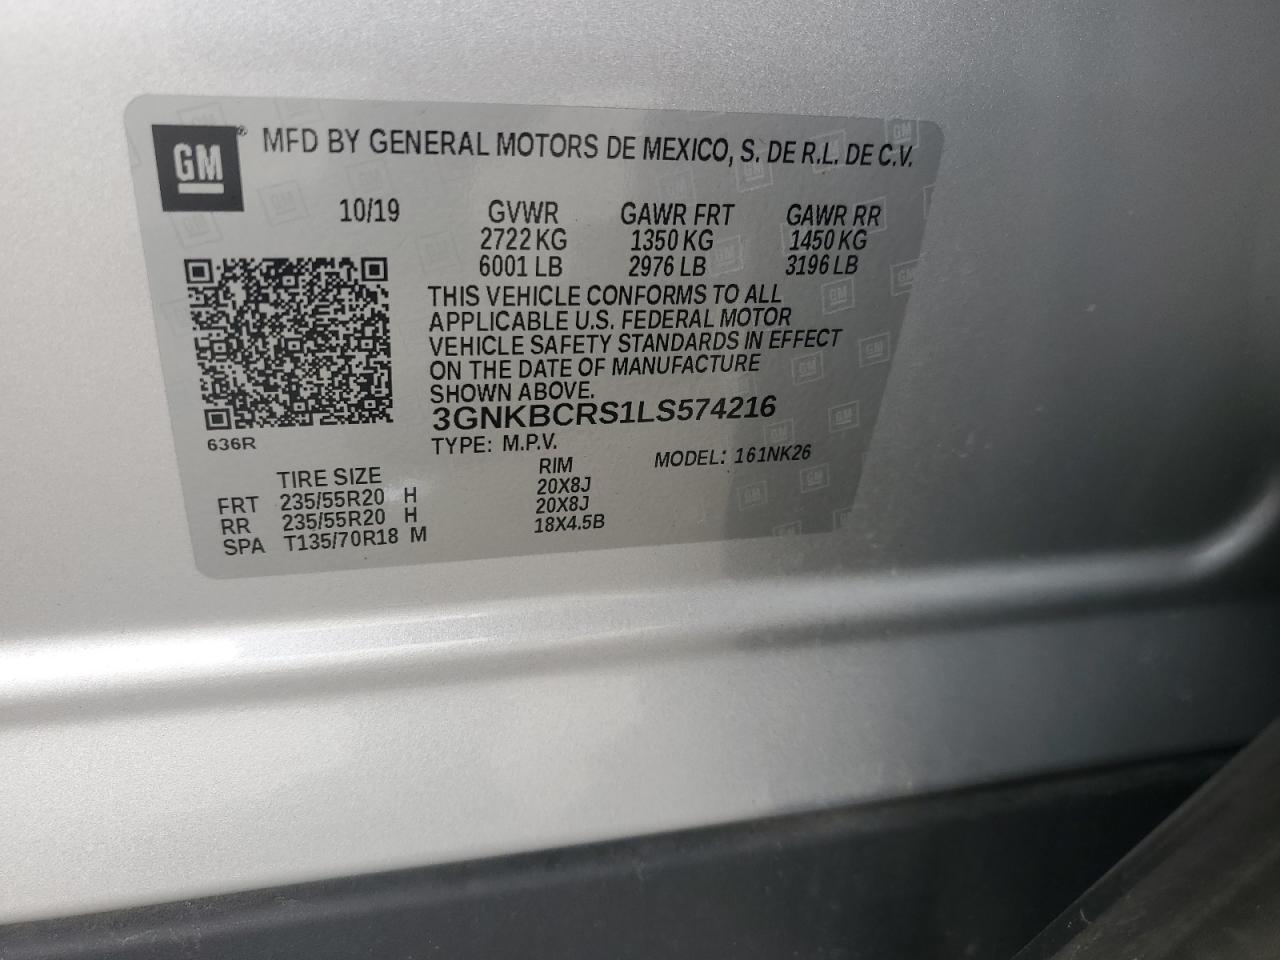 GM® MFD BY GENERAL MOTORS DE MEXICO, S. DE R.L. DE C.V.
10/19 GVWR GAWR FRT GAWR RR
2722 KG 1350 KG 1450 KG
6001 LB 2976 LB 3196 LB
THIS VEHICLE CONFORMS TO ALL
APPLICABLE U.S. FEDERAL MOTOR
VEHICLE SAFETY STANDARDS IN EFFECT
ON THE DATE OF MANUFACTURE
SHOWN ABOVE.
3GNKBCRS1LS574216
636R
TYPE: M.P.V. MODEL: 161NK26
TIRE SIZE RIM
FRT 235/55R20 H 20X8J
RR 235/55R20 H 20X8J
SPA T135/70R18 M 18X4.5B